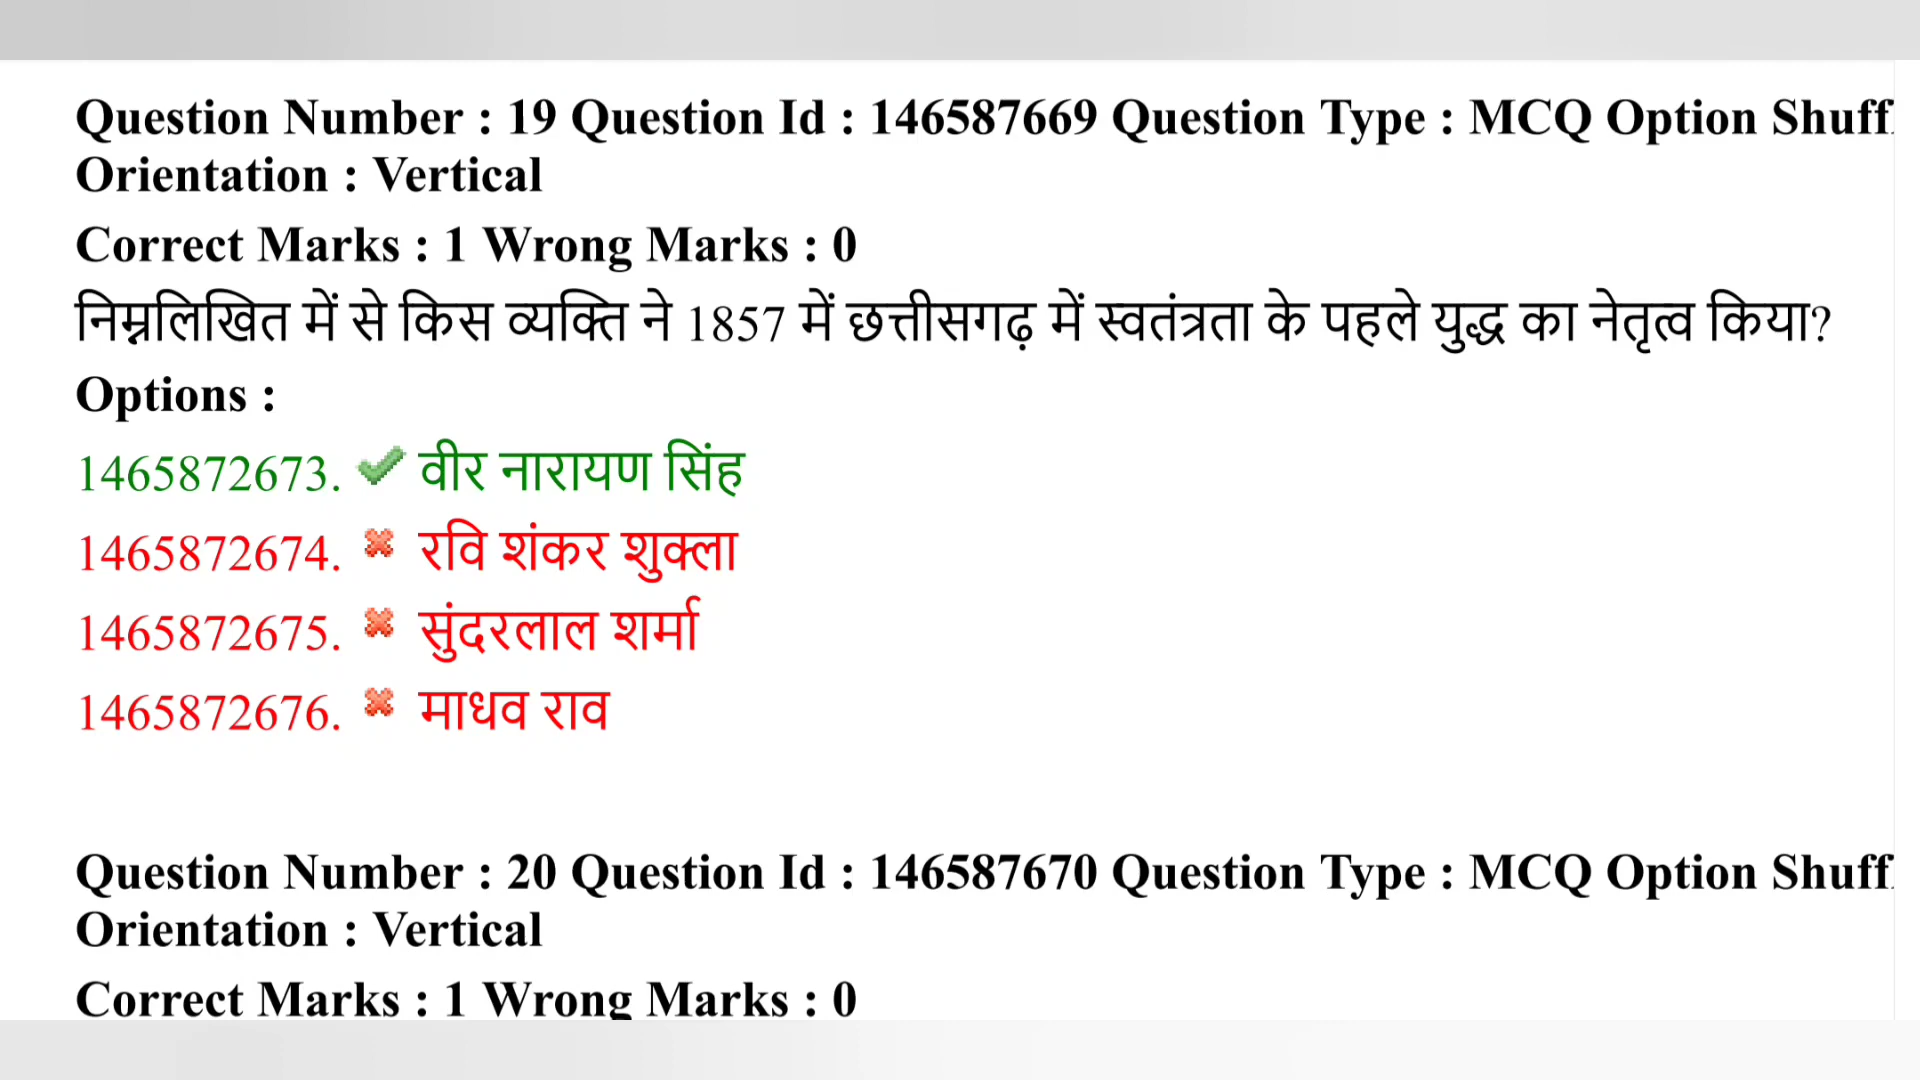 Question Number : 19 Question Id : 146587669 Question Type : MCQ Option
Orientation : Vertical
Correct Marks : 1 Wrong Marks : 0
निम्नलिखित में से किस व्यक्ति ने 1857 में छत्तीसगढ़ में स्वतंत्रता के पहले युद्ध का नेतृत्व किया?
Options :
1465872673. वीर नारायण सिंह
1465872674. रवि शंकर शुक्ला
1465872675. सुंदरलाल शर्मा
1465872676. माधव राव
Question Number : 20 Question Id : 146587670 Question Type : MCQ Option
Orientation : Vertical
Correct Marks : 1 Wrong Marks : 0